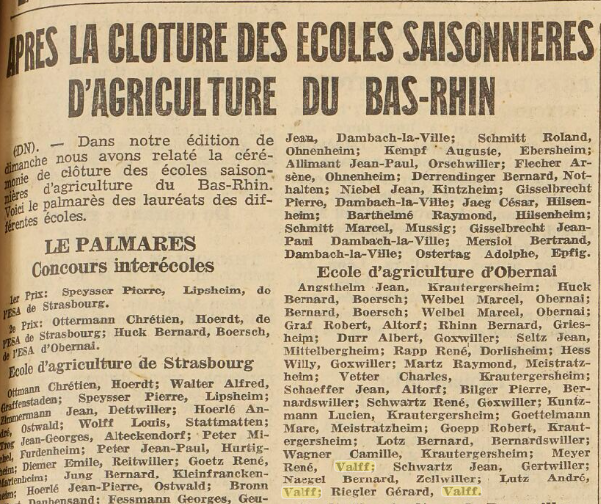 APRES LA CLOTURE DES ECOLES SAISONNIERES
D'AGRICULTURE DU BAS-RHIN
(DN). — Dans notre édition de
dimanche nous avons relaté la céré-
monie de clôture des écoles saison-
nières d'agriculture du Bas-Rhin.
Voici le palmarès des lauréats des dif-
férentes écoles.
LE PALMARES
Concours interécoles
1er Prix: Speysser Pierre, Lipsheim, de
l'ESA de Strasbourg.
2e Prix: Ottermann Chrétien, Hoerdt, de
l'ESA de Strasbourg; Huck Bernard, Boersch,
de l'ESA d'Obernai.
Ecole d'agriculture de Strasbourg
Ottmann Chrétien, Hoerdt; Walter Alfred,
Graffenstaden; Speysser Pierre, Lipsheim;
Zimmermann Jean, Dettwiller; Hoerlé An-
dré, Ostwald; Wolff Louis, Stattmatten;
Jean-Georges, Alteckendorf; Peter Mi-
Furdenheim; Peter Jean-Paul, Hurtig-
heim; Diemer Emile, Reitwiller; Goetz René,
Marlenheim; Jung Bernard, Kleinfrancken-
Hoerlé Jean-Pierre, Ostwald; Bronn
Daubensand; Fessmann Georges, Geu-
Jean, Dambach-la-Ville; Schmitt Roland,
Ohnenheim; Kempf Auguste, Ebersheim;
Allimant Jean-Paul, Orschwiller; Flecher Ar-
sène, Ohnenheim; Derrendinger Bernard, Not-
halten; Niebel Jean, Kintzheim; Gisselbrecht
Pierre, Dambach-la-Ville; Jaeg César, Hilsen-
heim; Barthelmé Raymond, Hilsenheim;
Schmitt Marcel, Mussig; Gisselbrecht Jean-
Paul Dambach-la-Ville; Mersiol Bertrand,
Dambach-la-Ville; Ostertag Adolphe, Epfig.
Ecole d'agriculture d'Obernai
Angstheim Jean, Krautergersheim; Huck
Bernard, Boersch; Weibel Marcel, Obernai;
Bernard, Boersch; Weibel Marcel, Obernai;
Graf Robert, Altorf; Rhinn Bernard, Gries-
heim; Durr Albert, Goxwiller; Seltz Jean,
Mittelbergheim; Rapp René, Dorlisheim; Hess
Willy, Goxwiller; Martz Raymond, Meistratz-
heim; Vetter Charles, Krautergersheim;
Schaeffer Jean, Altorf; Bilger Pierre, Ber-
nardswiller; Schwartz René, Goxwiller; Kuntz-
mann Lucien, Krautergersheim; Goettelmann
Marc, Meistratzheim; Goepp Robert, Kraut-
ergersheim; Lotz Bernard, Bernardswiller;
Wagner Camille, Krautergersheim; Meyer
René, Valff; Schwartz Jean, Gertwiller;
Naegel Bernard, Zellwiller; Lutz André,
Valff; Riegler Gérard, Valff.